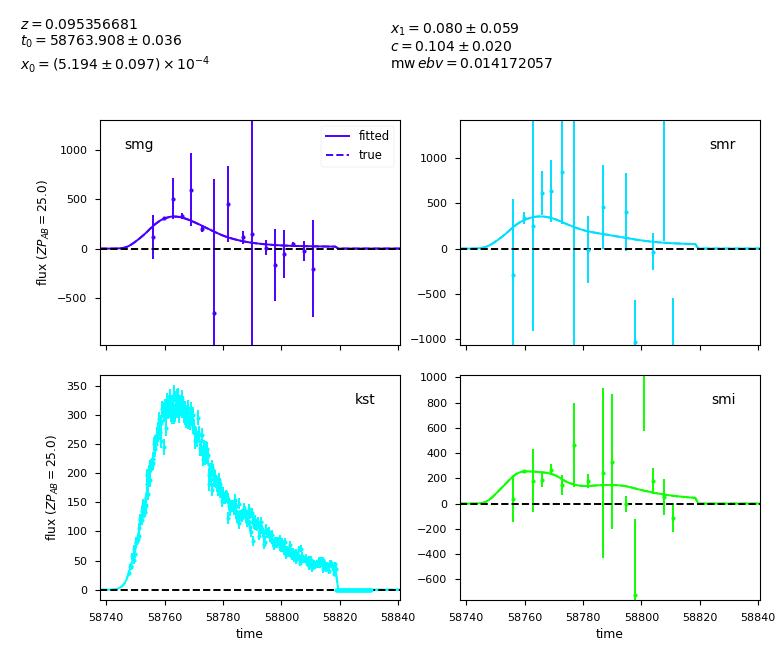 z = 0.095356681
t₀ = 58763.908 ± 0.036
x₀ = (5.194 ± 0.097) × 10⁻⁴
x₁ = 0.080 ± 0.059
c = 0.104 ± 0.020
mw ebv = 0.014172057
smg
fitted
true
1000
500
0
−500
flux (ZP_AB = 25.0)
smr
1000
500
0
−500
−1000
kst
350
300
250
200
150
100
50
0
flux (ZP_AB = 25.0)
58740 58760 58780 58800 58820 58840
time
smi
1000
800
600
400
200
0
−200
−400
−600
58740 58760 58780 58800 58820 58840
time